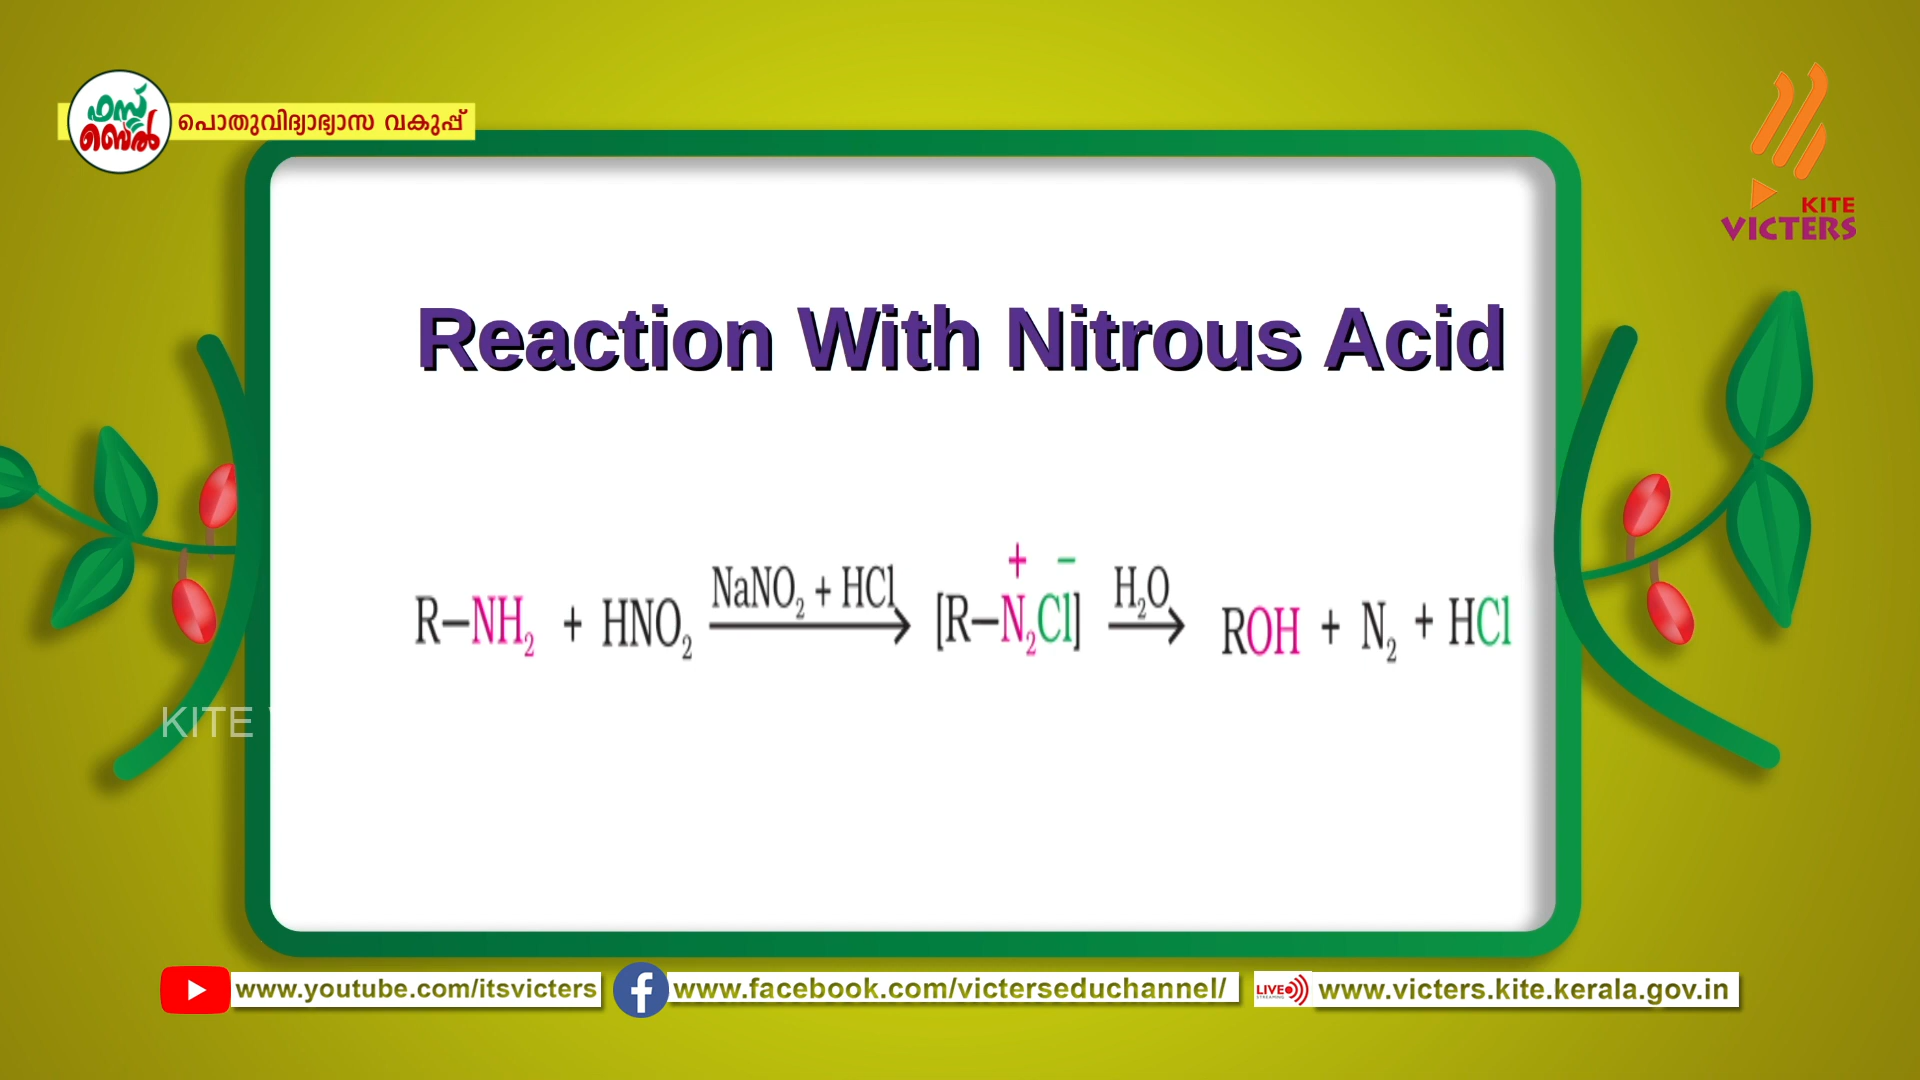 ഫസ്റ്റ്
ബെൽ
പൊതുവിദ്യാഭ്യാസ വകുപ്പ്
KITE
VICTERS
Reaction With Nitrous Acid
R–NH₂ + HNO₂ NaNO₂ + HCl → [R–N₂⁺Cl⁻] H₂O → ROH + N₂ + HCl
KITE
www.youtube.com/itsvicters
www.facebook.com/victerseduchannel/
LIVE
STREAMING
www.victers.kite.kerala.gov.in